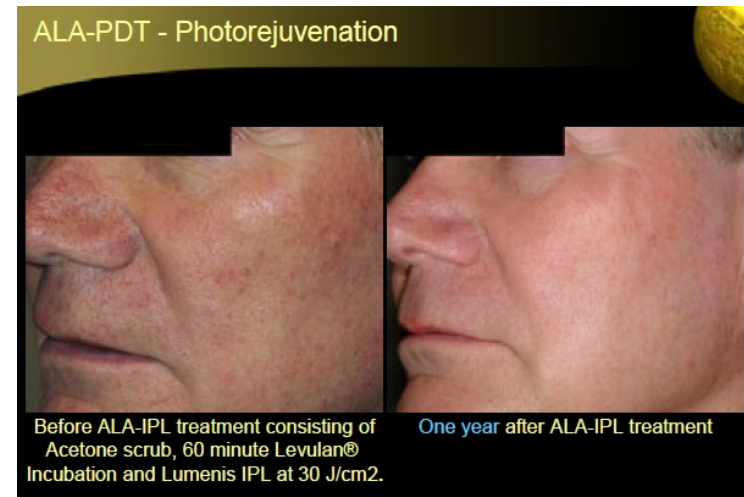 ALA-PDT - Photorejuvenation
Before ALA-IPL treatment consisting of
Acetone scrub, 60 minute Levulan®
Incubation and Lumenis IPL at 30 J/cm2.
One year after ALA-IPL treatment